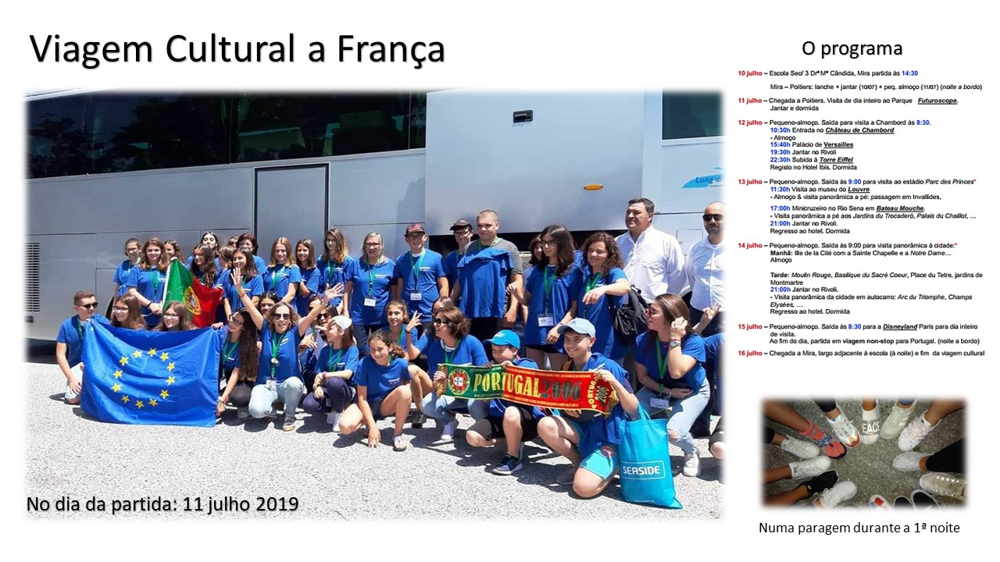 Viagem Cultural a França
O programa
10 julho – Escola Sec/ 3 Drª Mª Cândida, Mira partida às 14:30
Mira – Poitiers: lanche + jantar (10/07) + peq. almoço (11/07) (noite a bordo)
11 julho – Chegada a Poitiers. Visita de dia inteiro ao Parque Futuroscope.
Jantar e dormida
12 julho – Pequeno-almoço. Saída para visita a Chambord às 8:30.
10:30h Entrada no Château de Chambord
- Almoço
15:40h Palácio de Versailles
19:30h Jantar no Rivoli
22:30h Subida à Torre Eiffel
Registo no Hotel Ibis. Dormida
13 julho – Pequeno-almoço. Saída às 9:00 para visita ao estádio Parc des Princes*
11:30h Visita ao museu do Louvre
- Almoço & visita panorâmica a pé: passagem em Invallides,
17:00h Minicruzeiro no Rio Sena em Bateau Mouche.
- Visita panorâmica a pé aos Jardins du Trocaderó, Palais du Chaillot, …
21:00h Jantar no Rivoli.
Regresso ao hotel. Dormida
14 julho – Pequeno-almoço. Saída às 9:00 para visita panorâmica à cidade:*
Manhã: Ille de la Cité com a Sainte Chapelle e a Notre Dame…
Almoço
Tarde: Moulin Rouge, Basilique du Sacré Coeur, Place du Tetre, jardins de
Montmartre
21:00h Jantar no Rivoli.
- Visita panorâmica da cidade em autocarro: Arc du Triomphe, Champs
Elysées, …
Regresso ao hotel. Dormida
15 julho – Pequeno-almoço. Saída às 8:30 para a Disneyland Paris para dia inteiro
de visita.
Ao fim do dia, partida em viagem non-stop para Portugal. (noite a bordo)
16 julho – Chegada a Mira, largo adjacente à escola (à noite) e fim da viagem cultural
PORTUGAL 2006
PORTUGAL
2006
SEASIDE
No dia da partida: 11 julho 2019
Numa paragem durante a 1ª noite